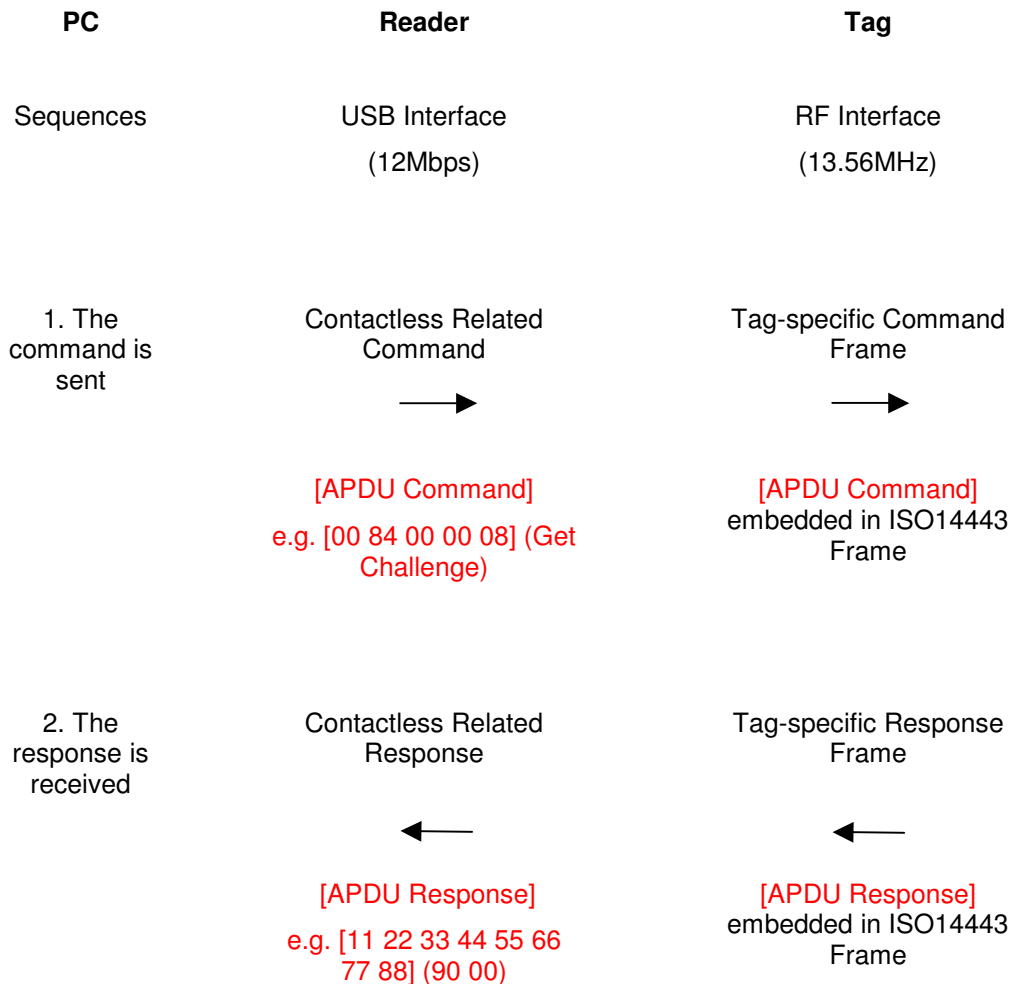 PC
Reader
Tag
Sequences
USB Interface
(12Mbps)
RF Interface
(13.56MHz)
1. The
command is
sent
Contactless Related
Command
Tag-specific Command
Frame
[APDU Command]
e.g. [00 84 00 00 08] (Get
Challenge)
[APDU Command]
embedded in ISO14443
Frame
2. The
response is
received
Contactless Related
Response
Tag-specific Response
Frame
[APDU Response]
e.g. [11 22 33 44 55 66
77 88] (90 00)
[APDU Response]
embedded in ISO14443
Frame